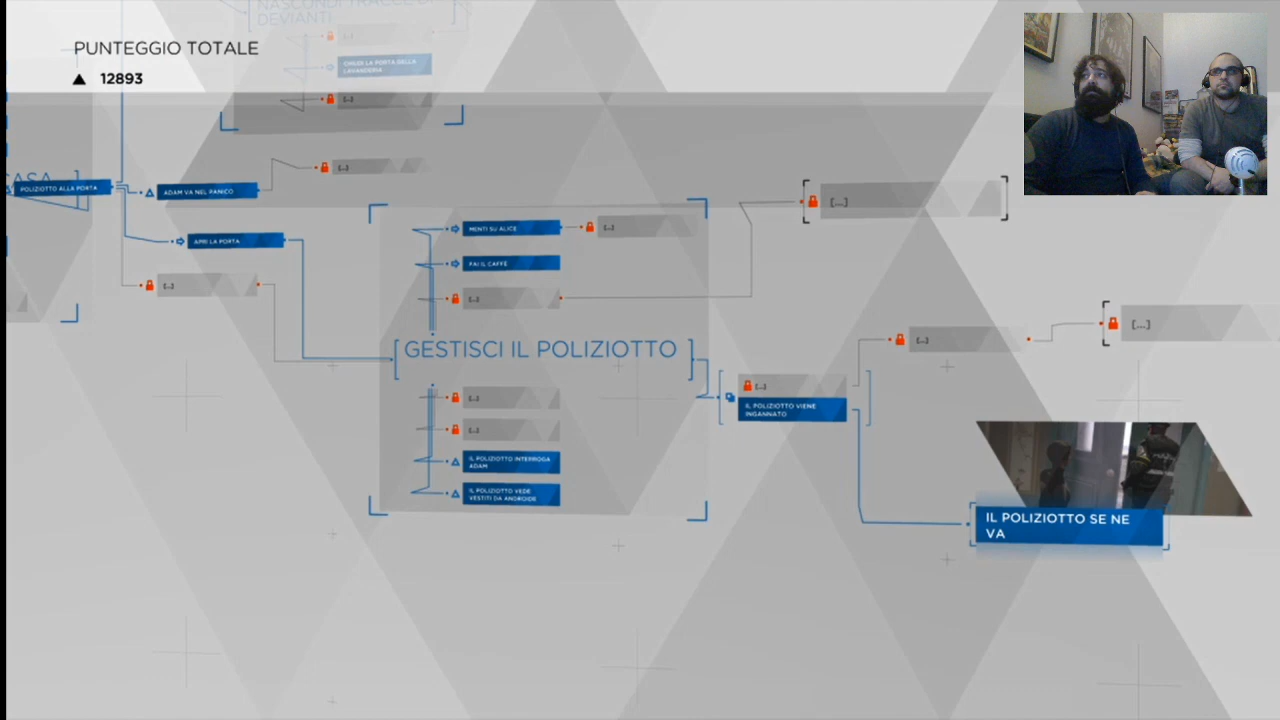 NASCONDI TRACCE DI
DEVIANTI
PUNTEGGIO TOTALE
12893
[...]
CHIUDI LA PORTA DELLA
LAVANDERIA
[...]
[...]
CASA
POLIZIOTTO ALLA PORTA
ADAM VA NEL PANICO
[...]
MENTI SU ALICE
[...]
APRI LA PORTA
FAI IL CAFFÈ
[...]
[...]
[...]
[...]
GESTISCI IL POLIZIOTTO
[...]
IL POLIZIOTTO VIENE
INGANNATO
[...]
[...]
IL POLIZIOTTO INTERROGA
ADAM
IL POLIZIOTTO VEDE
VESTITI DA ANDROIDE
IL POLIZIOTTO SE NE
VA